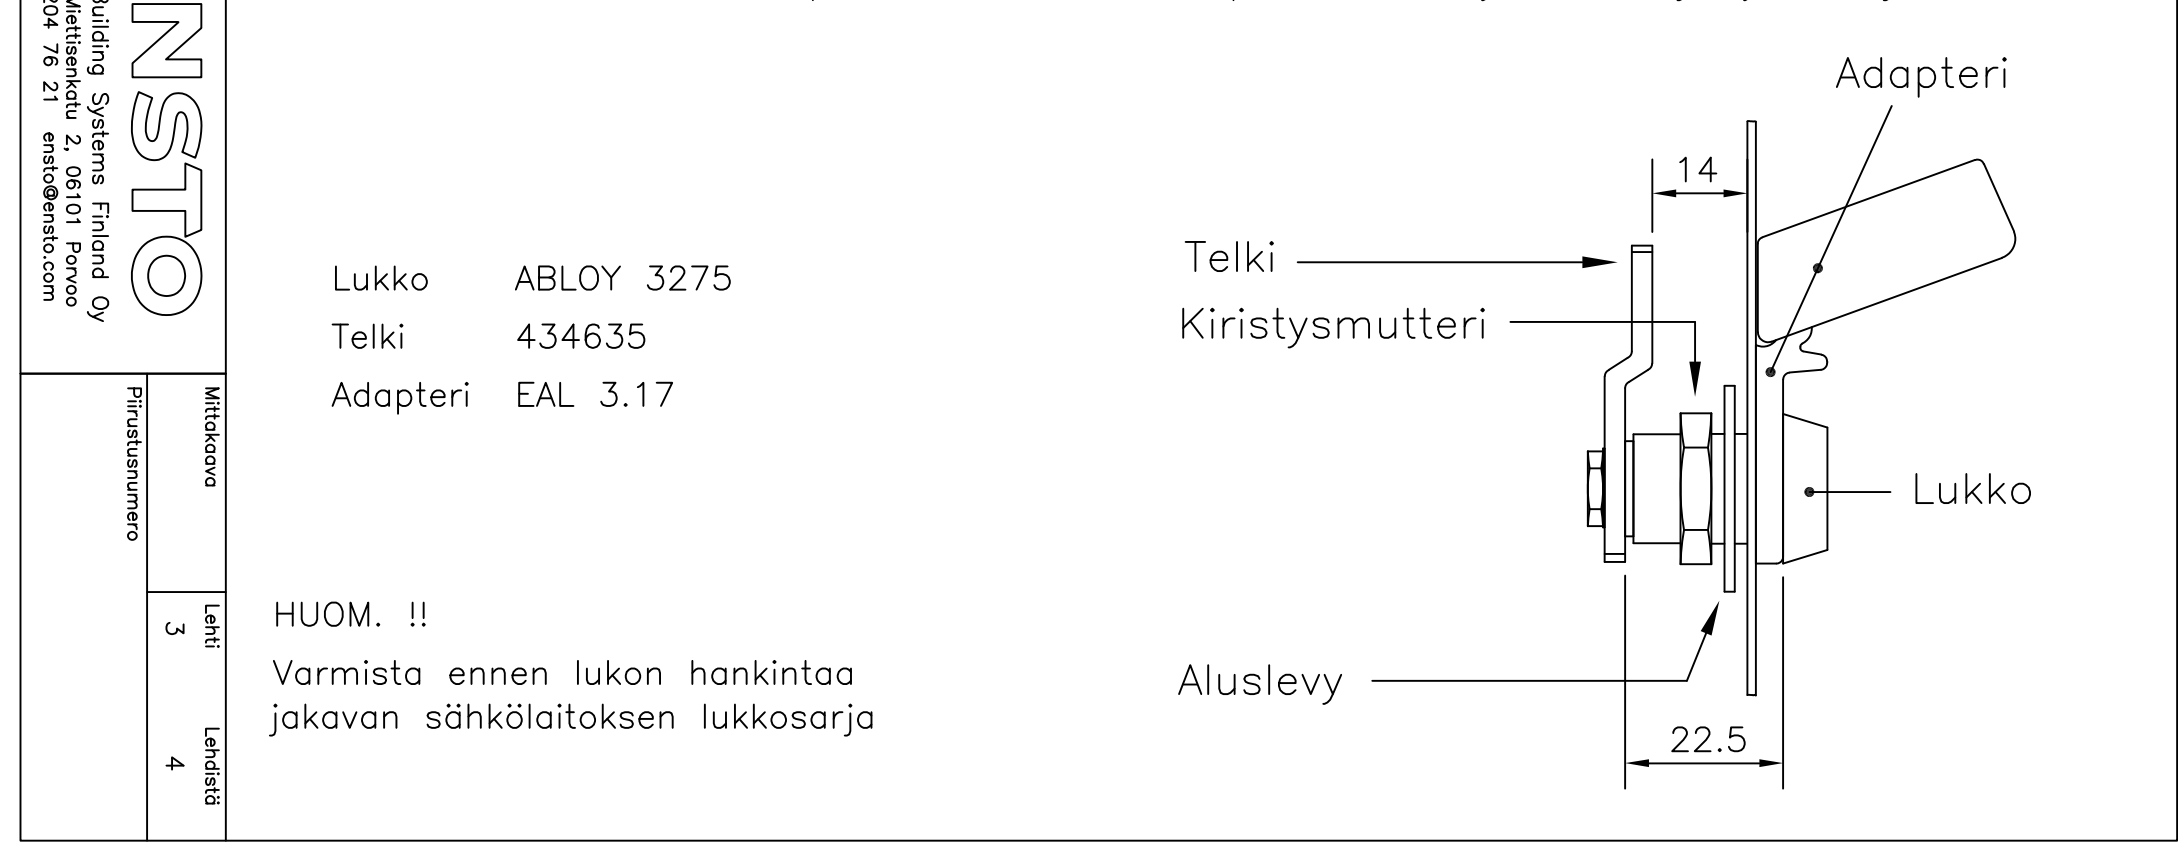 Adapteri
14
Telki
Kiristysmutteri
Lukko
Aluslevy
22.5
Lukko ABLOY 3275
Telki 434635
Adapteri EAL 3.17
HUOM. !!
Varmista ennen lukon hankintaa
jakavan sähkölaitoksen lukkosarja
NSTO
Building Systems Finland Oy
Miettisenkatu 2, 06101 Porvoo
204 76 21 ensto@ensto.com
Mittakaava
Piirustusnumero
Lehti
3
Lehdistä
4